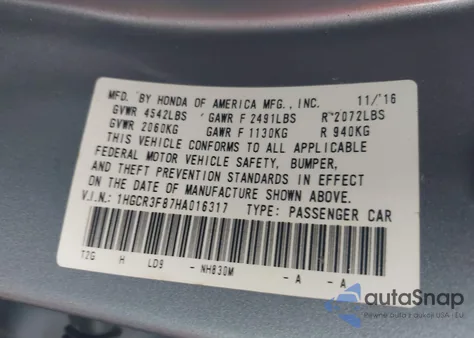 MFD. BY HONDA OF AMERICA MFG., INC. 11/'16
GVWR 4542LBS GAWR F 2491LBS R 2072LBS
GVWR 2060KG GAWR F 1130KG R 940KG
THIS VEHICLE CONFORMS TO ALL APPLICABLE
FEDERAL MOTOR VEHICLE SAFETY, BUMPER,
AND THEFT PREVENTION STANDARDS IN EFFECT
ON THE DATE OF MANUFACTURE SHOWN ABOVE.
V.I.N.: 1HGCR3F87HA016317 TYPE: PASSENGER CAR
T2G H LD9 - NH830M - A - A
autoSnap